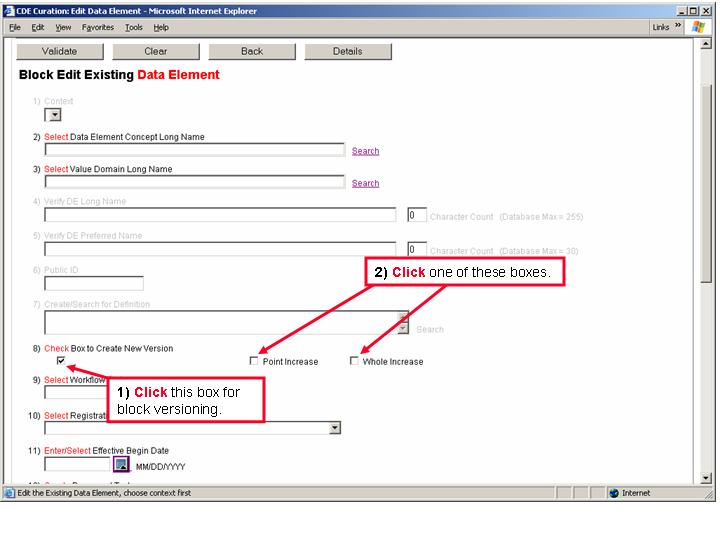 CDE Curation: Edit Data Element - Microsoft Internet Explorer
File Edit View Favorites Tools Help
Links »
Validate Clear Back Details
Block Edit Existing Data Element
1) Context
2) Select Data Element Concept Long Name
Search
3) Select Value Domain Long Name
Search
4) Verify DE Long Name
0 Character Count (Database Max = 255)
5) Verify DE Preferred Name
0 Character Count (Database Max = 30)
2) Click one of these boxes.
6) Public ID
7) Create/Search for Definition
Search
8) Check Box to Create New Version
Point Increase Whole Increase
9) Select Workflow
1) Click this box for
block versioning.
10) Select Registrat
11) Enter/Select Effective Begin Date
MM/DD/YYYY
Edit the Existing Data Element, choose context first
Internet